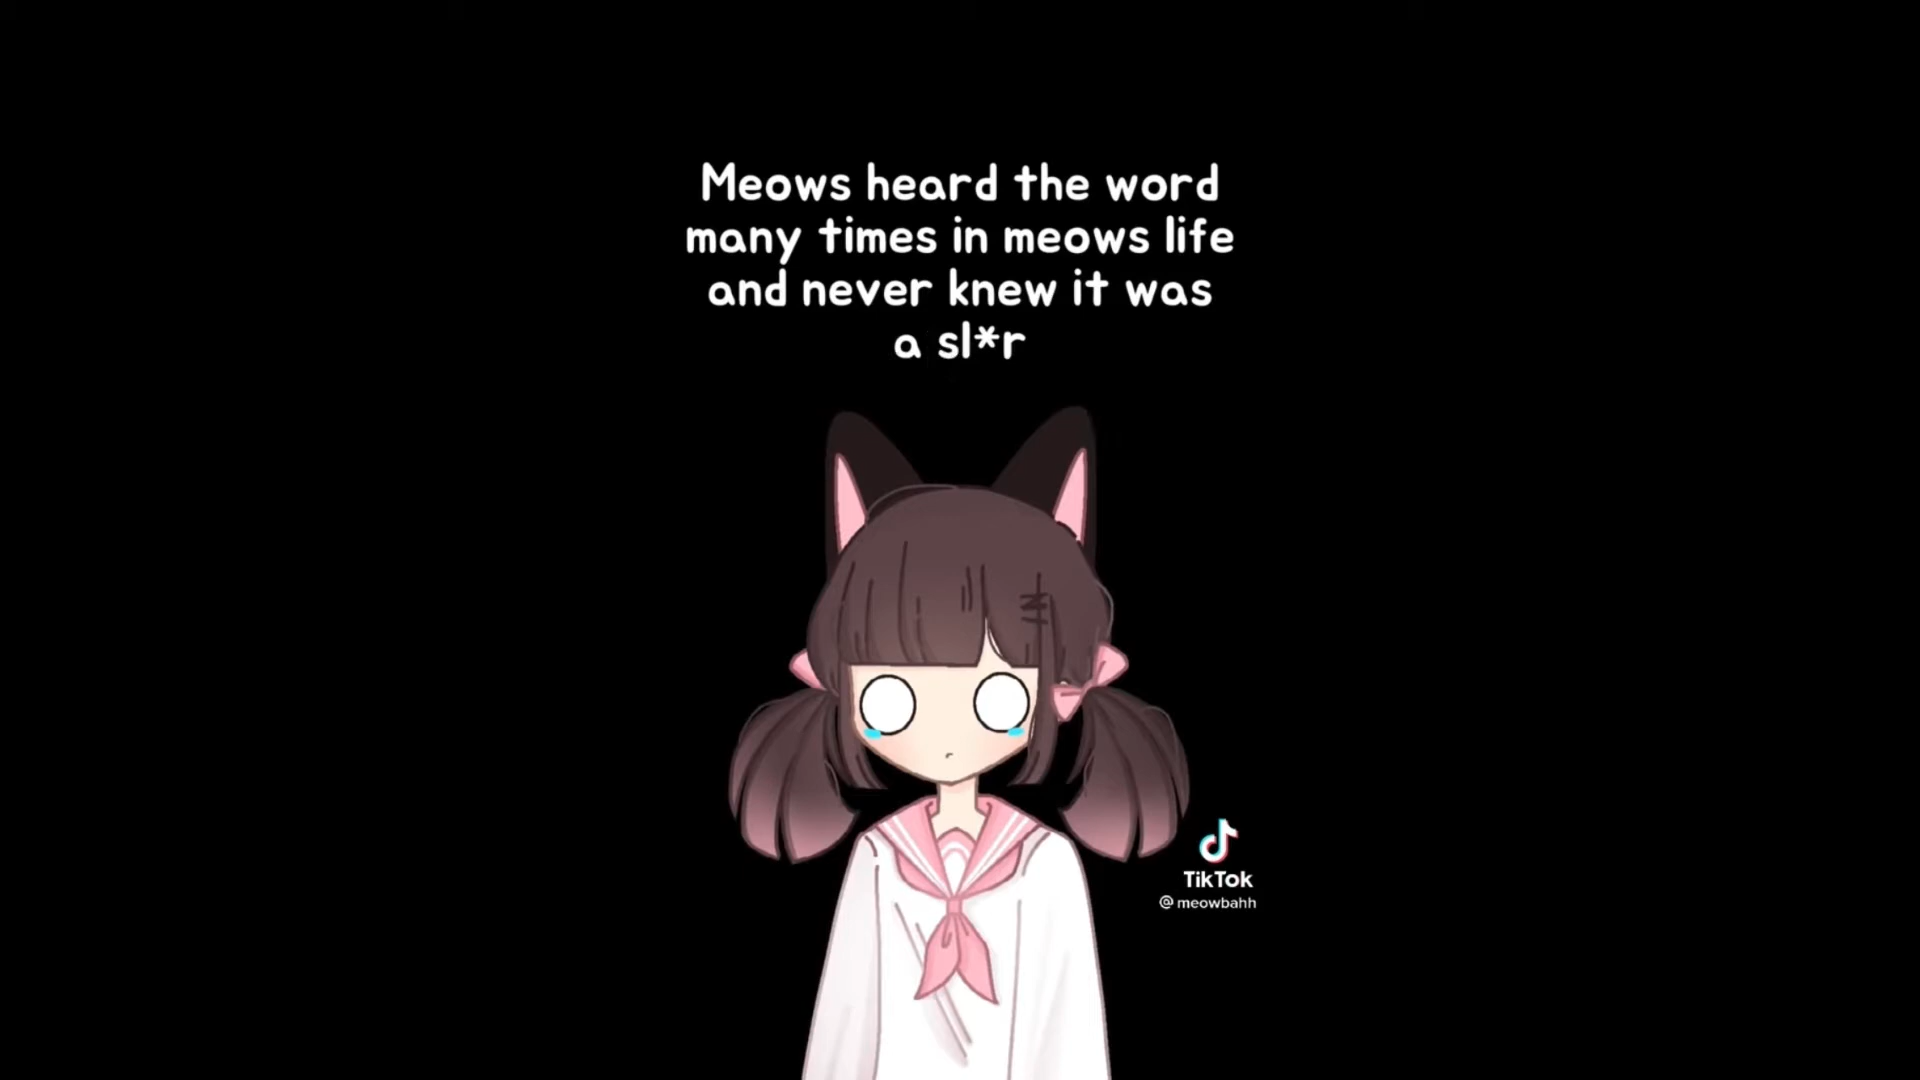 Meows heard the word
many times in meows life
and never knew it was
a sl*r
TikTok
@meowbahh